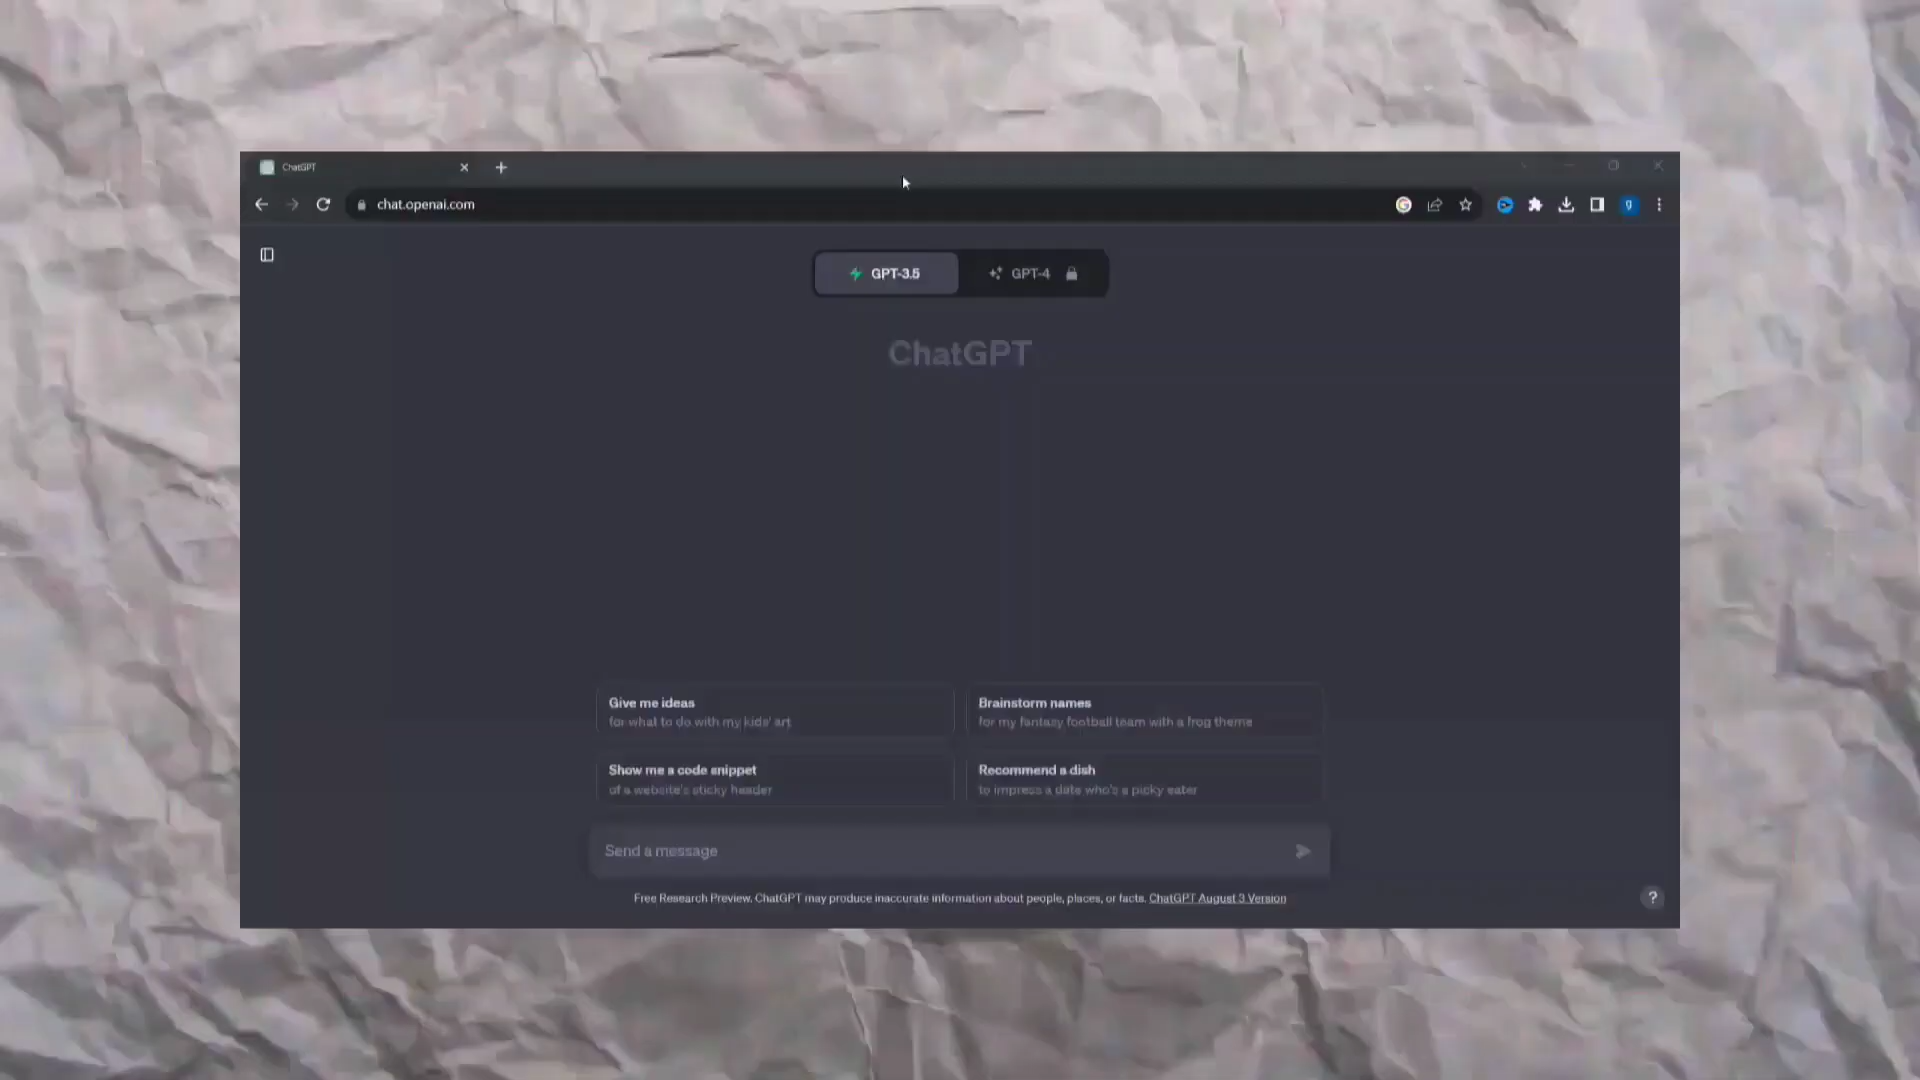 ChatGPT
chat.openai.com
g
GPT-3.5
GPT-4
ChatGPT
Give me ideas
for what to do with my kids' art
Brainstorm names
for my fantasy football team with a frog theme
Show me a code snippet
of a website's sticky header
Recommend a dish
to impress a date who's a picky eater
Send a message
Free Research Preview. ChatGPT may produce inaccurate information about people, places, or facts. ChatGPT August 3 Version
?